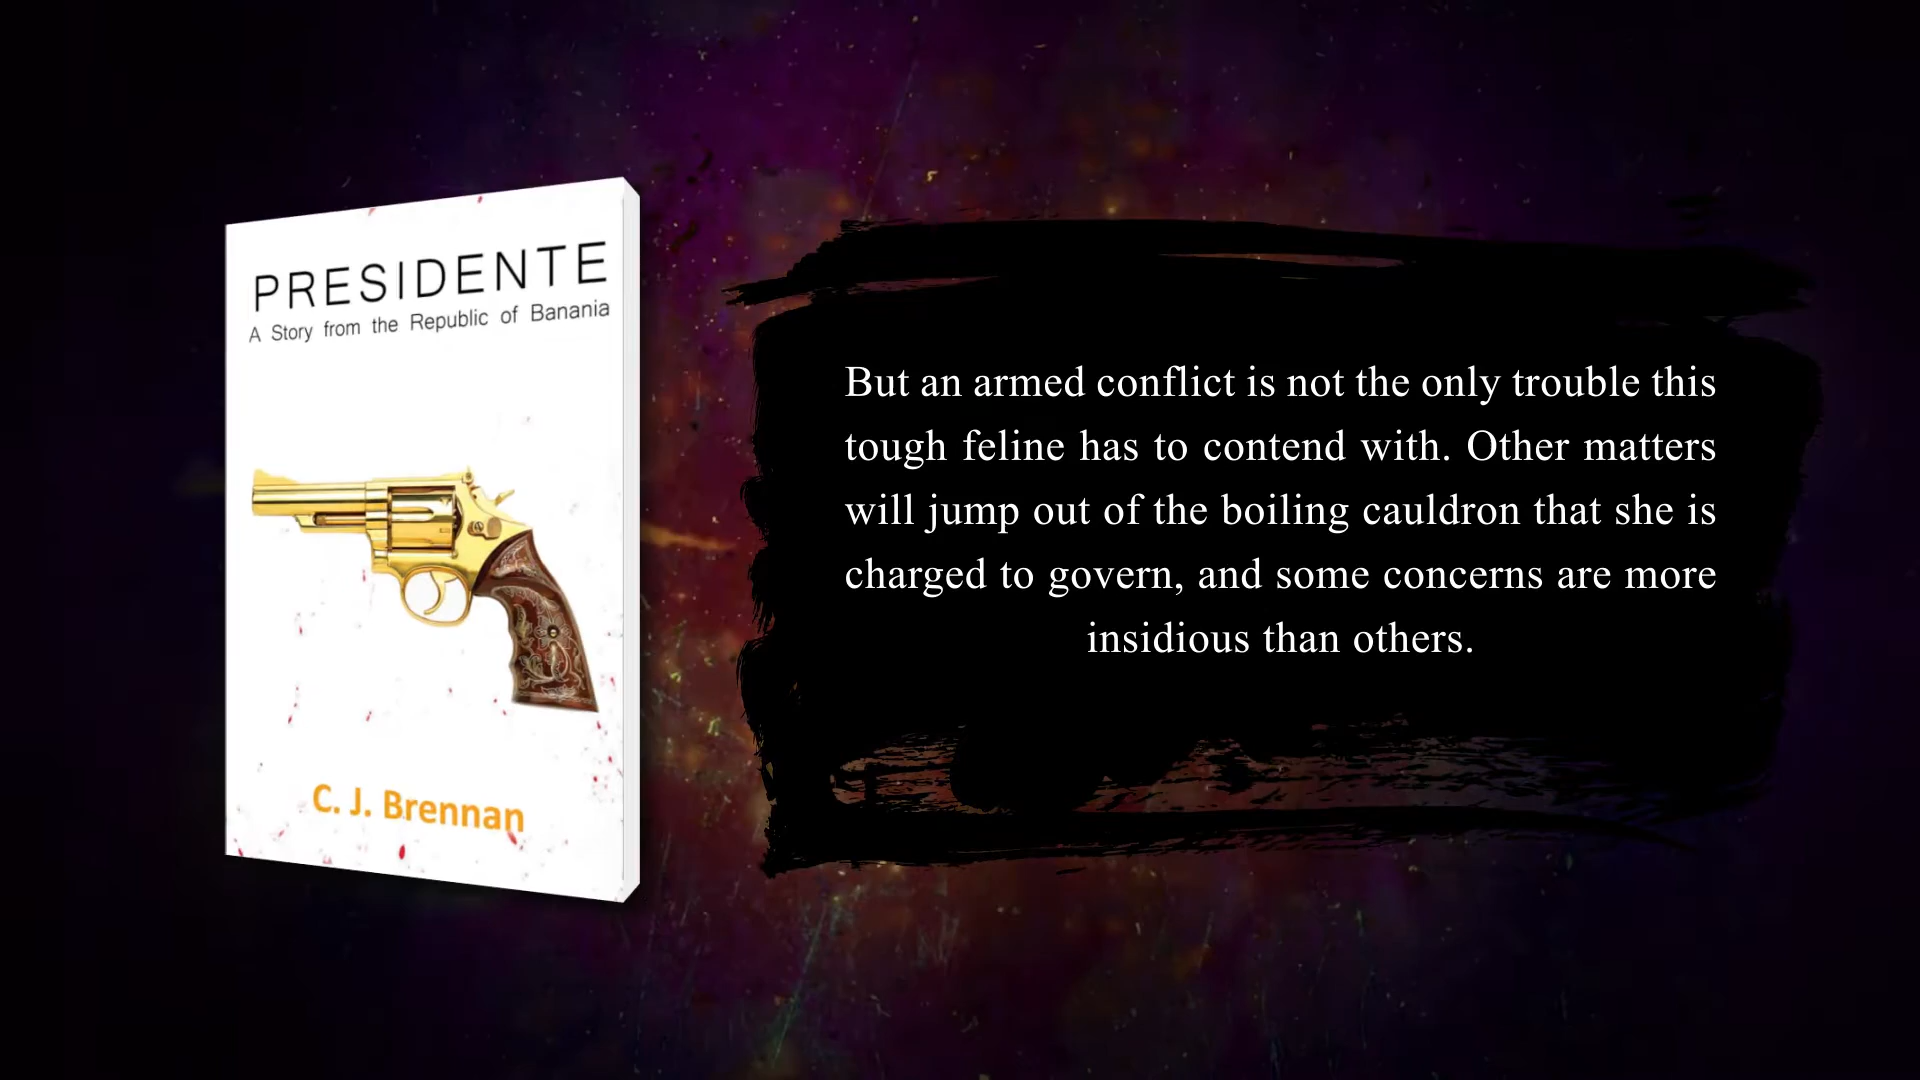 PRESIDENTE
A Story from the Republic of Banania
C. J. Brennan
But an armed conflict is not the only trouble this
tough feline has to contend with. Other matters
will jump out of the boiling cauldron that she is
charged to govern, and some concerns are more
insidious than others.